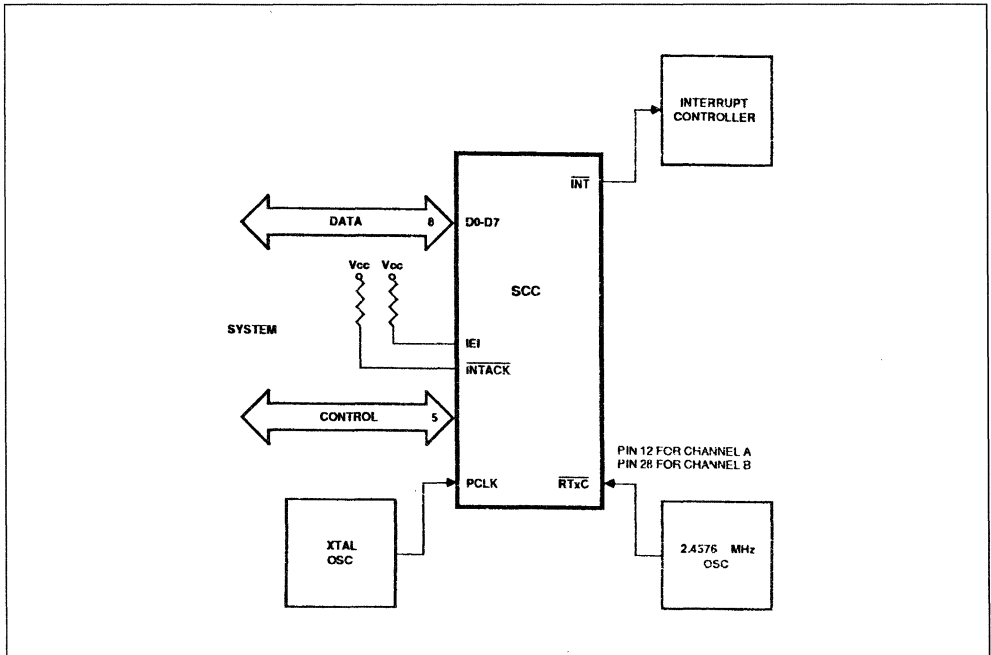 INTERRUPT
CONTROLLER
INT
DATA 8 D0-D7
Vcc Vcc
SCC
SYSTEM
IEI
INTACK
CONTROL 5
PIN 12 FOR CHANNEL A
PIN 28 FOR CHANNEL B
PCLK RTxC
XTAL
OSC
2.4576 MHz
OSC